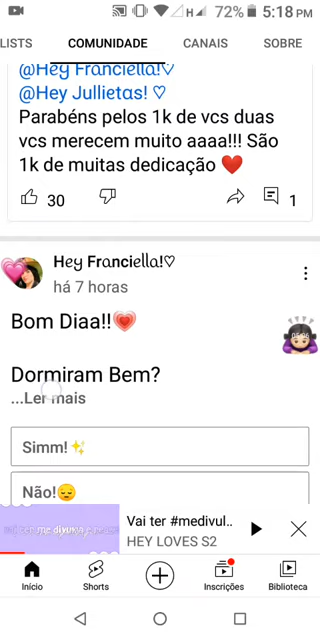 H 72% 5:18 PM
LISTS COMUNIDADE CANAIS SOBRE
@Hey Franciella!♡
@Hey Jullietas! ♡
Parabéns pelos 1k de vcs duas
vcs merecem muito aaaa!!! São
1k de muitas dedicação ❤️
30 1
Hey Franciella!♡
há 7 horas
Bom Diaa!!💗
Dormiram Bem?
...Ler mais
Simm!✨
Não!😔
Vai ter #medivul..
HEY LOVES S2
Início Shorts Inscrições Biblioteca